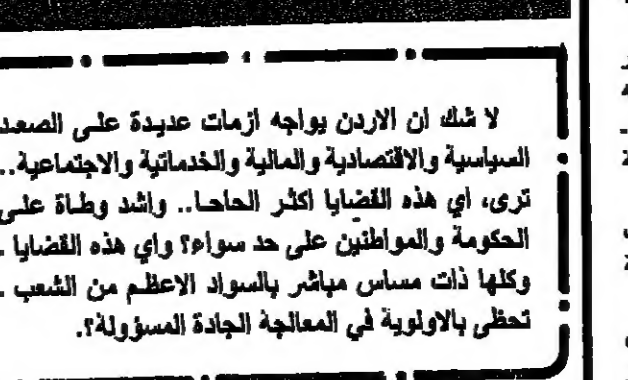 لا شك ان الاردن يواجه ازمات عديدة على الصعد
السياسية والاقتصادية والمالية والخدماتية والاجتماعية..
ترى، اي هذه القضايا اكثر الحاحا.. واشد وطاة على
الحكومة والمواطنين على حد سواء؟ واي هذه القضايا .
وكلها ذات مساس مباشر بالسواد الاعظم من الشعب .
تحظى بالاولوية في المعالجة الجادة المسؤولة؟.